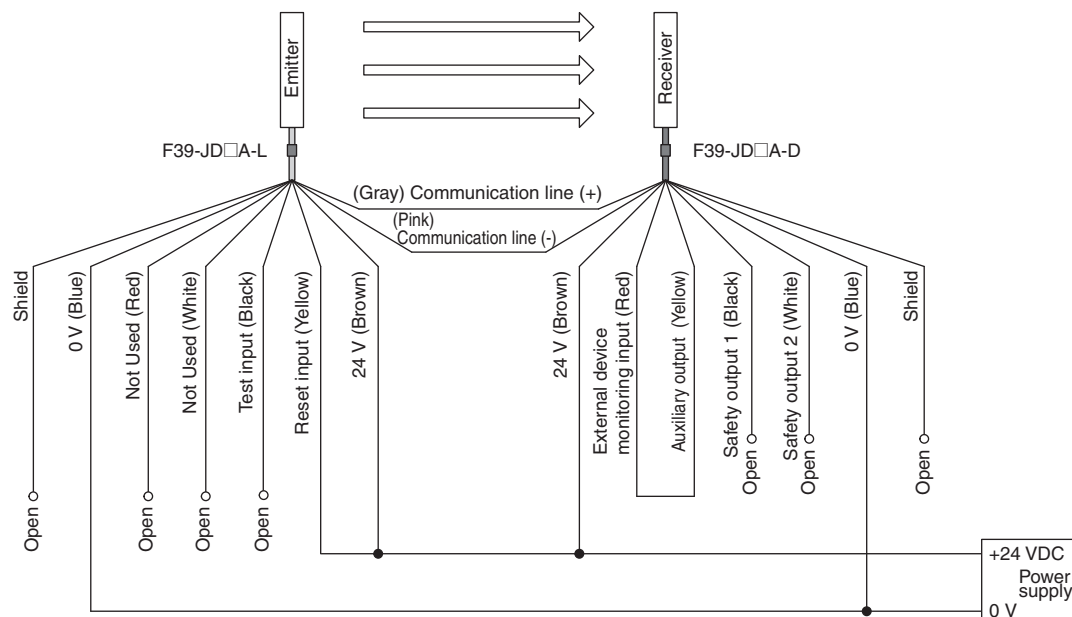 Emitter
Receiver
F39-JD□A-L
F39-JD□A-D
(Gray) Communication line (+)
(Pink)
Communication line (-)
Shield
0 V (Blue)
Not Used (Red)
Not Used (White)
Test input (Black)
Reset input (Yellow)
24 V (Brown)
24 V (Brown)
External device
monitoring input (Red)
Auxiliary output (Yellow)
Safety output 1 (Black)
Safety output 2 (White)
0 V (Blue)
Shield
Open
Open
Open
Open
Open
Open
Open
+24 VDC
Power
supply
0 V